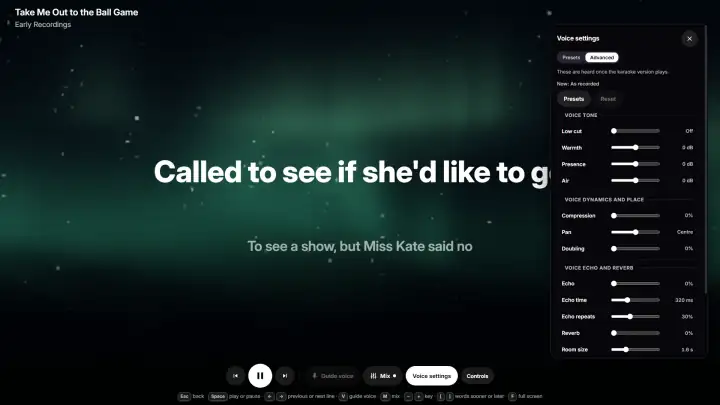 Take Me Out to the Ball Game
Early Recordings
Called to see if she'd like to g
To see a show, but Miss Kate said no
Voice settings
Presets Advanced
These are heard once the karaoke version plays.
Now: As recorded
Presets Reset
VOICE TONE
Low cut Off
Warmth 0 dB
Presence 0 dB
Air 0 dB
VOICE DYNAMICS AND PLACE
Compression 0%
Pan Centre
Doubling 0%
VOICE ECHO AND REVERB
Echo 0%
Echo time 320 ms
Echo repeats 30%
Reverb 0%
Room size 1.6 s
Guide voice Mix Voice settings Controls
Esc back Space play or pause ← → previous or next line V guide voice M mix − + key [ ] words sooner or later F full screen